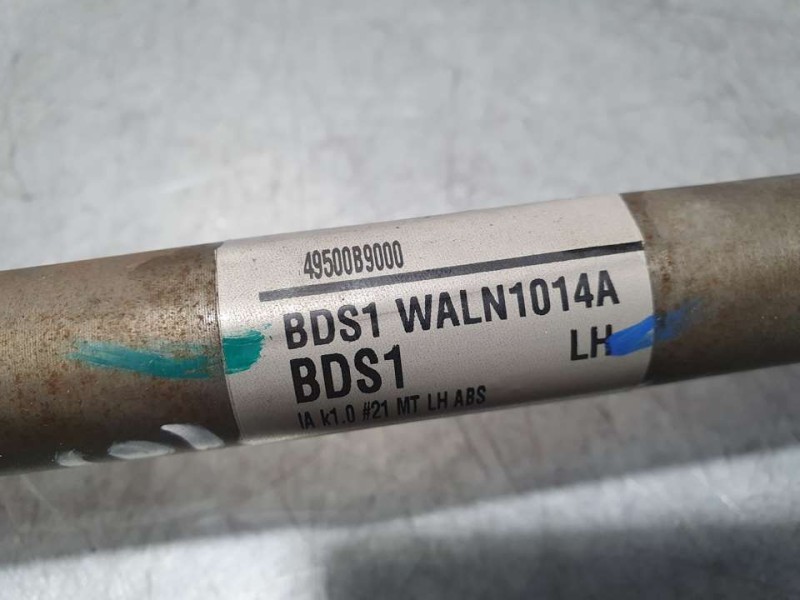 49500B9000
BDS1 WALN1014A
BDS1 LH
IA k1.0 #21 MT LH ABS